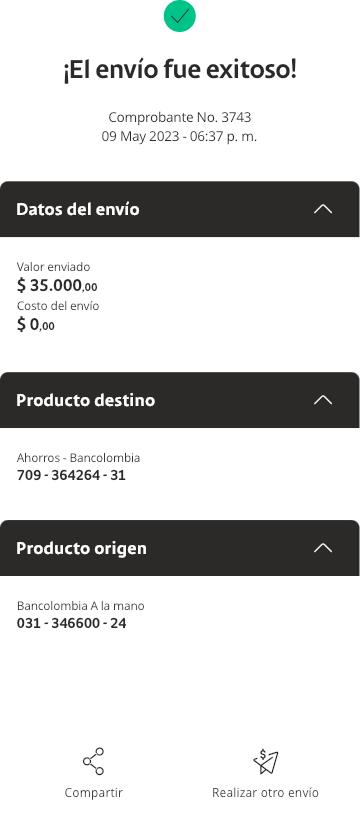 ¡El envío fue exitoso!
Comprobante No. 3743
09 May 2023 - 06:37 p. m.
Datos del envío
Valor enviado
$ 35.000,00
Costo del envío
$ 0,00
Producto destino
Ahorros - Bancolombia
709 - 364264 - 31
Producto origen
Bancolombia A la mano
031 - 346600 - 24
Compartir
Realizar otro envío